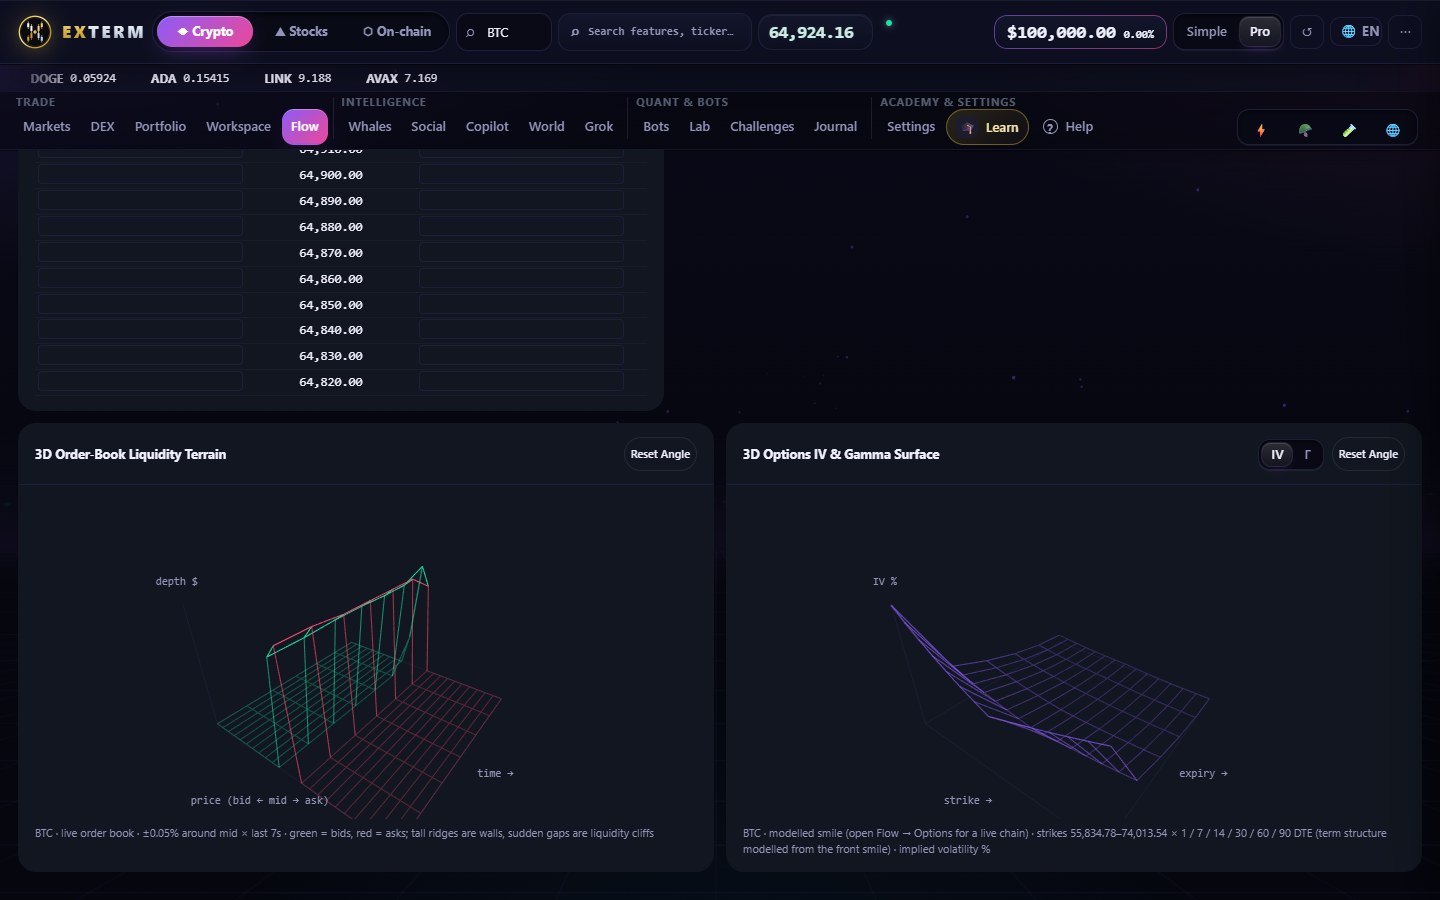 EXTERM
Crypto
Stocks
On-chain
BTC
Search features, ticker…
64,924.16
$100,000.00 0.00%
Simple
Pro
EN
DOGE 0.05924 ADA 0.15415 LINK 9.188 AVAX 7.169
TRADE
Markets DEX Portfolio Workspace Flow
INTELLIGENCE
Whales Social Copilot World Grok
QUANT & BOTS
Bots Lab Challenges Journal
ACADEMY & SETTINGS
Settings Learn ? Help
64,910.00
64,900.00
64,890.00
64,880.00
64,870.00
64,860.00
64,850.00
64,840.00
64,830.00
64,820.00
3D Order-Book Liquidity Terrain
Reset Angle
depth $
time →
price (bid ← mid → ask)
BTC · live order book · ±0.05% around mid × last 7s · green = bids, red = asks; tall ridges are walls, sudden gaps are liquidity cliffs
3D Options IV & Gamma Surface
IV Γ
Reset Angle
IV %
expiry →
strike →
BTC · modelled smile (open Flow → Options for a live chain) · strikes 55,834.78–74,013.54 × 1 / 7 / 14 / 30 / 60 / 90 DTE (term structure
modelled from the front smile) · implied volatility %